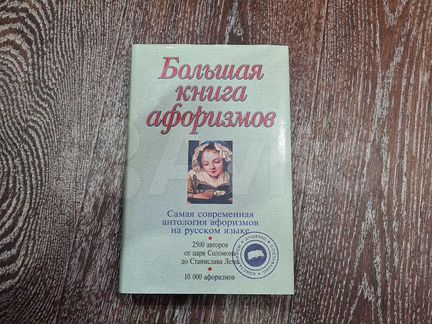 Большая
книга
афоризмов
Самая современная
антология афоризмов
на русском языке
2500 авторов
от царя Соломона
до Станислава Лема
10 000 афоризмов